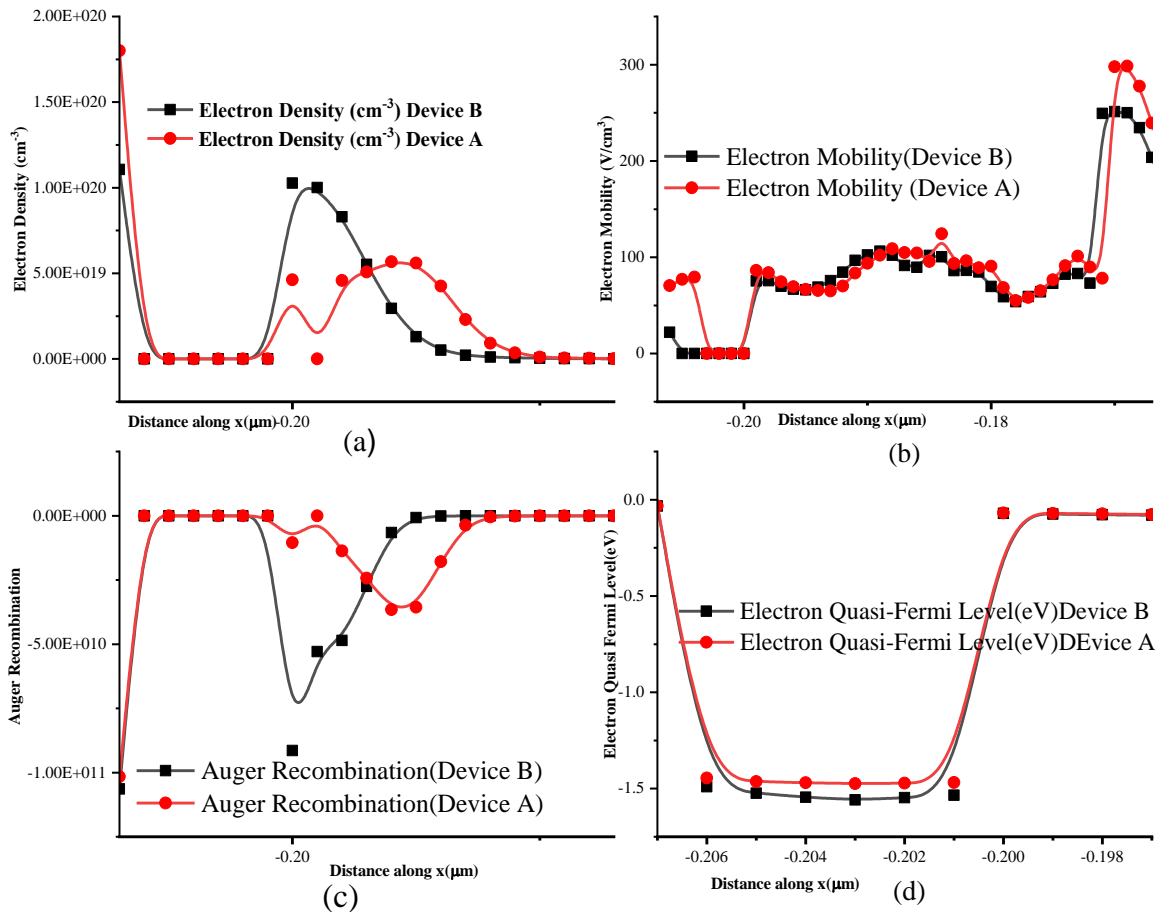 (a)
2.00E+020
1.50E+020
1.00E+020
5.00E+019
0.00E+000
Electron Density (cm-3)
Electron Density (cm-3) Device B
Electron Density (cm-3) Device A
Distance along x(μm)
-0.20
(a)
300
200
100
0
Electron Mobility (V/cm3)
Electron Mobility(Device B)
Electron Mobility (Device A)
-0.20
Distance along x(μm)
-0.18
(b)
0.00E+000
-5.00E+010
-1.00E+011
Auger Recombination
Auger Recombination(Device B)
Auger Recombination(Device A)
-0.20
Distance along x(μm)
(c)
0.0
-0.5
-1.0
-1.5
Electron Quasi Fermi Level(eV)
Electron Quasi-Fermi Level(eV)Device B
Electron Quasi-Fermi Level(eV)DEvice A
-0.206 -0.204 -0.202 -0.200 -0.198
Distance along x(μm)
(d)